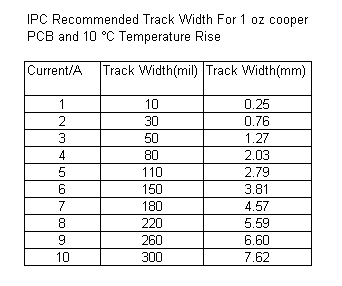 IPC Recommended Track Width For 1 oz cooper
PCB and 10 °C Temperature Rise
Current/A Track Width(mil) Track Width(mm)
1 10 0.25
2 30 0.76
3 50 1.27
4 80 2.03
5 110 2.79
6 150 3.81
7 180 4.57
8 220 5.59
9 260 6.60
10 300 7.62